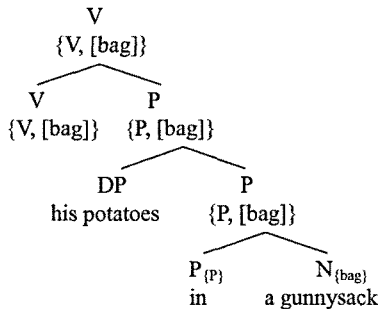 V
{V, [bag]}
V P
{V, [bag]} {P, [bag]}
DP P
his potatoes {P, [bag]}
P{P} N{bag}
in a gunnysack